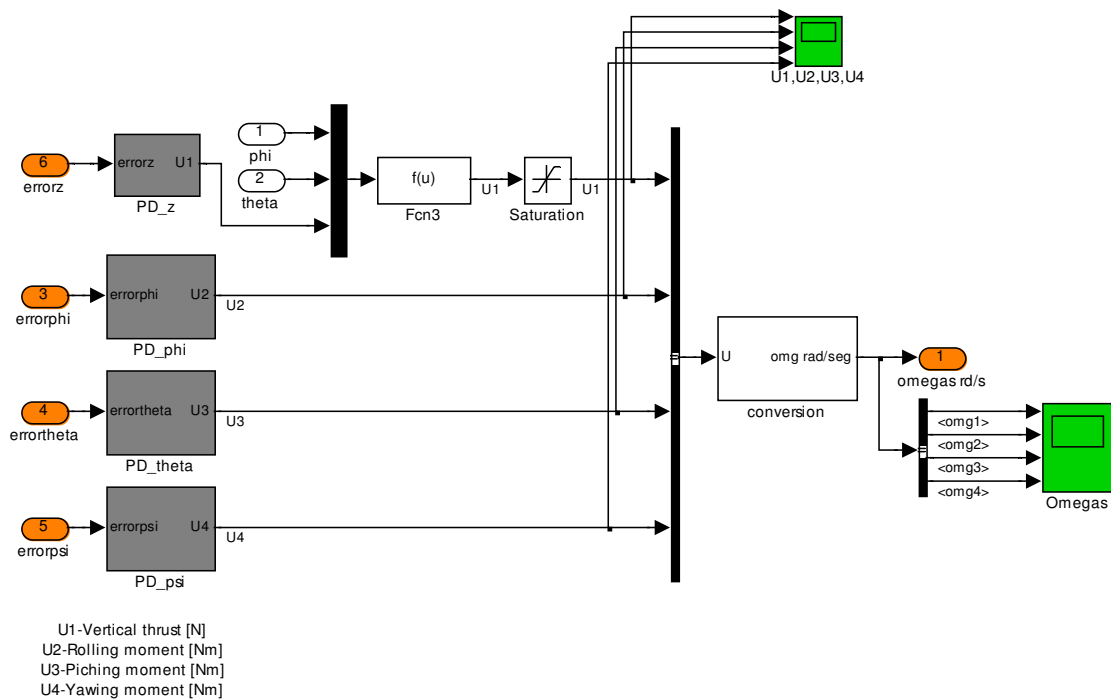 U1,U2,U3,U4
1
phi
2
theta
6
errorz
errorz U1
PD_z
f(u)
Fcn3
U1
Saturation
U1
3
errorphi
errorphi U2
PD_phi
U2
4
errortheta
errortheta U3
PD_theta
U3
5
errorpsi
errorpsi U4
PD_psi
U4
U omg rad/seg
conversion
1
omegas rd/s
<omg1>
<omg2>
<omg3>
<omg4>
Omegas
U1-Vertical thrust [N]
U2-Rolling moment [Nm]
U3-Piching moment [Nm]
U4-Yawing moment [Nm]